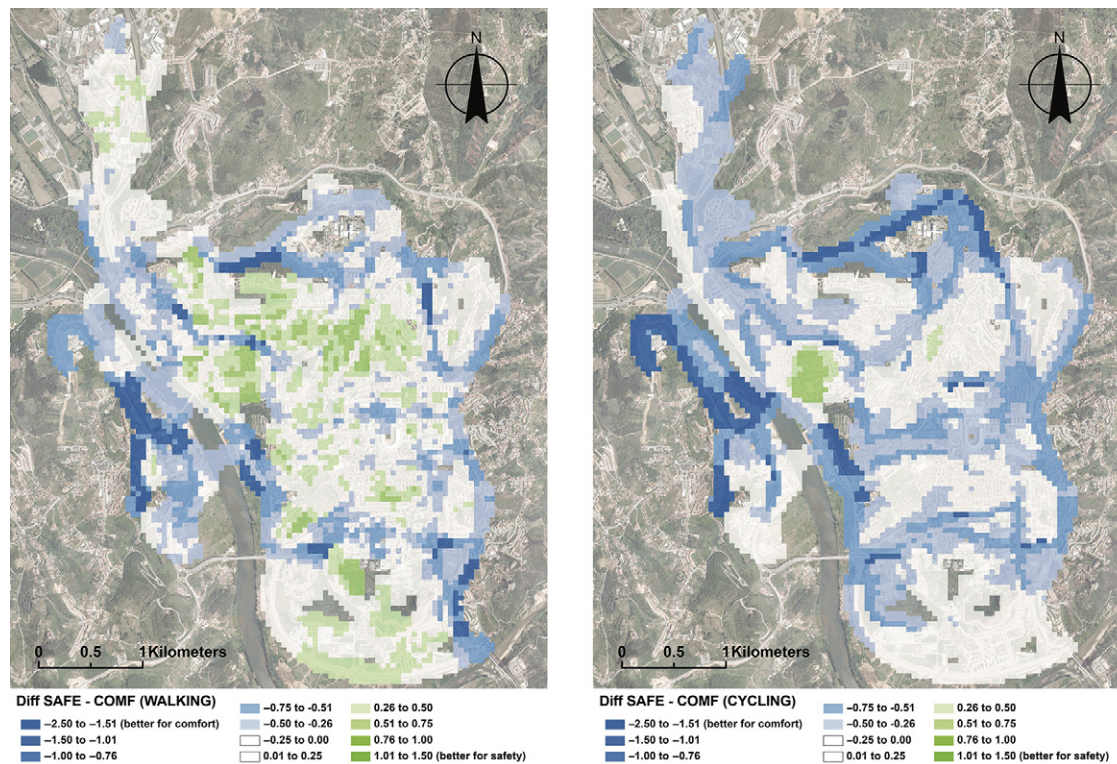 N
0 0.5 1Kilometers
Diff SAFE - COMF (WALKING)
–2.50 to –1.51 (better for comfort)
–1.50 to –1.01
–1.00 to –0.76
–0.75 to –0.51
–0.50 to –0.26
–0.25 to 0.00
0.01 to 0.25
0.26 to 0.50
0.51 to 0.75
0.76 to 1.00
1.01 to 1.50 (better for safety)
N
0 0.5 1Kilometers
Diff SAFE - COMF (CYCLING)
–2.50 to –1.51 (better for comfort)
–1.50 to –1.01
–1.00 to –0.76
–0.75 to –0.51
–0.50 to –0.26
–0.25 to 0.00
0.01 to 0.25
0.26 to 0.50
0.51 to 0.75
0.76 to 1.00
1.01 to 1.50 (better for safety)